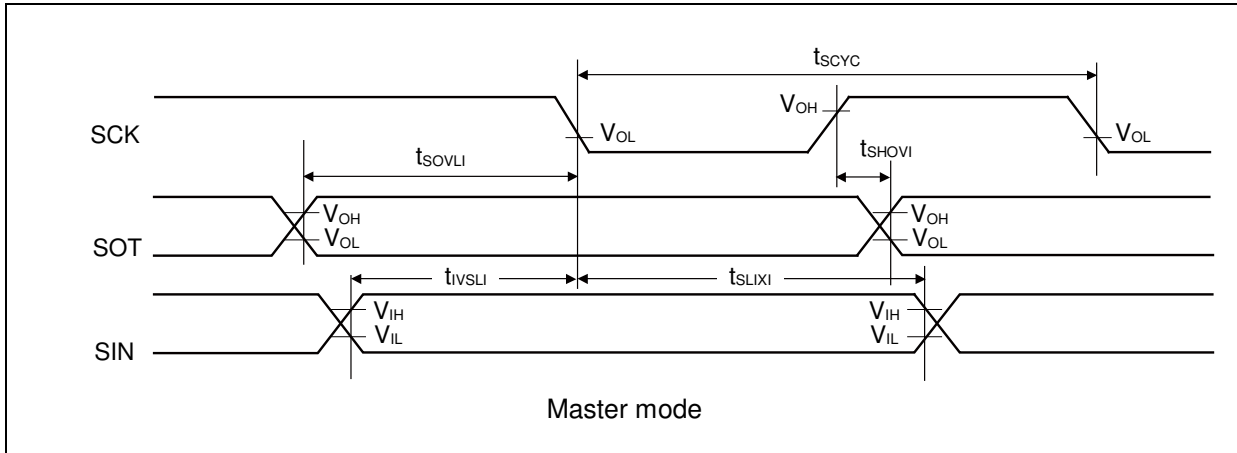 tSCYC
SCK
VOL
VOH
VOL
tSOVLI
tSHOVI
SOT
VOH
VOL
VOH
VOL
tIVSLI
tSLIXI
SIN
VIH
VIL
VIH
VIL
Master mode